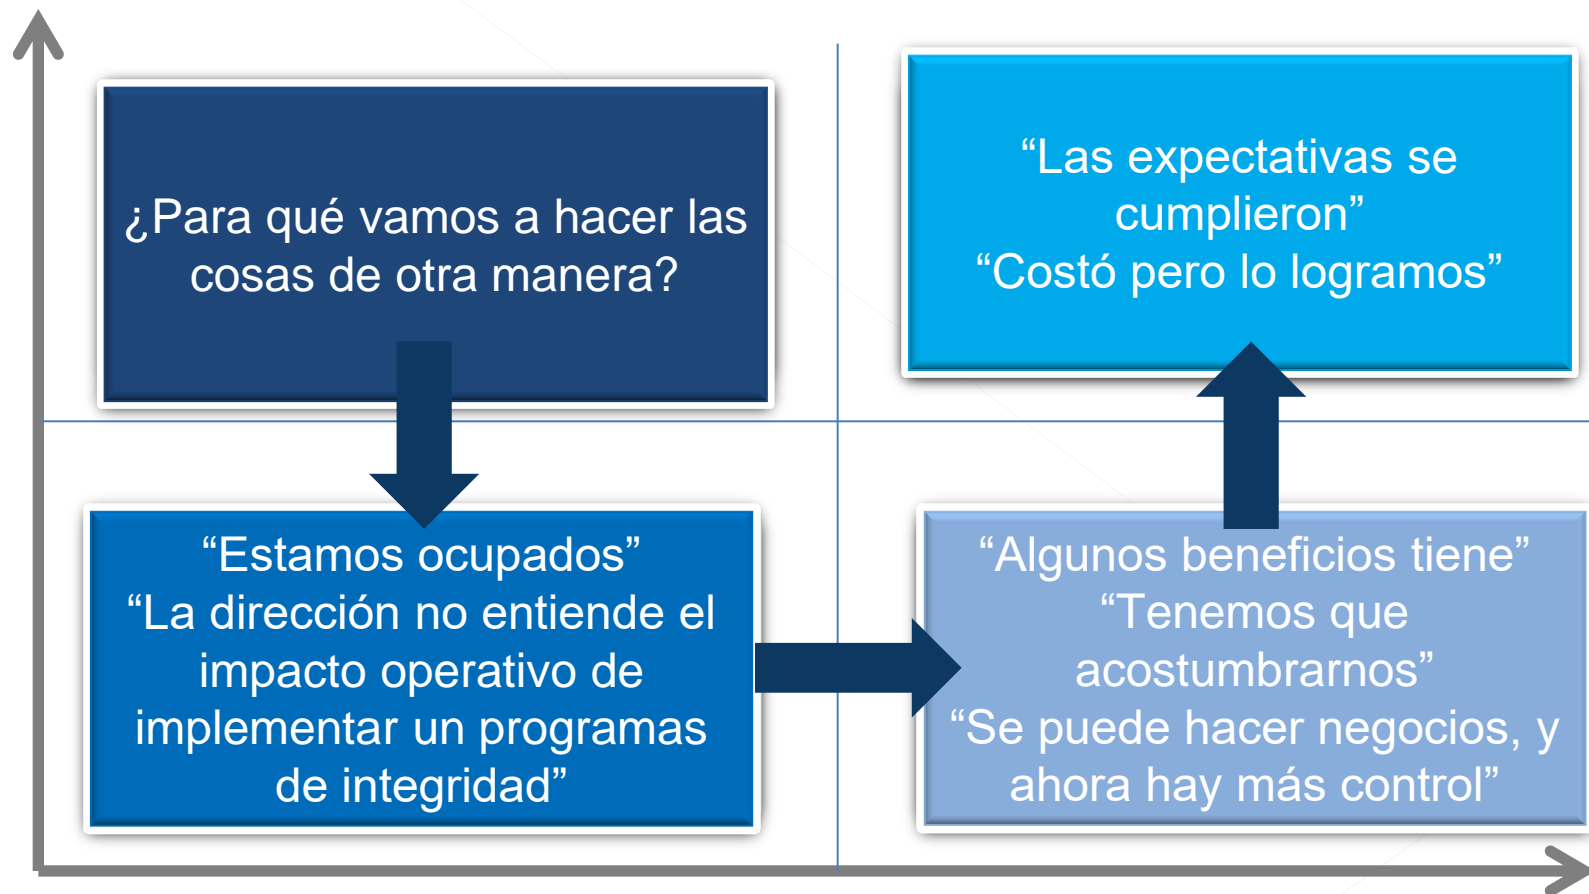 ¿Para qué vamos a hacer las
cosas de otra manera?
“Estamos ocupados”
“La dirección no entiende el
impacto operativo de
implementar un programas
de integridad”
“Algunos beneficios tiene”
“Tenemos que
acostumbrarnos”
“Se puede hacer negocios, y
ahora hay más control”
“Las expectativas se
cumplieron”
“Costó pero lo logramos”